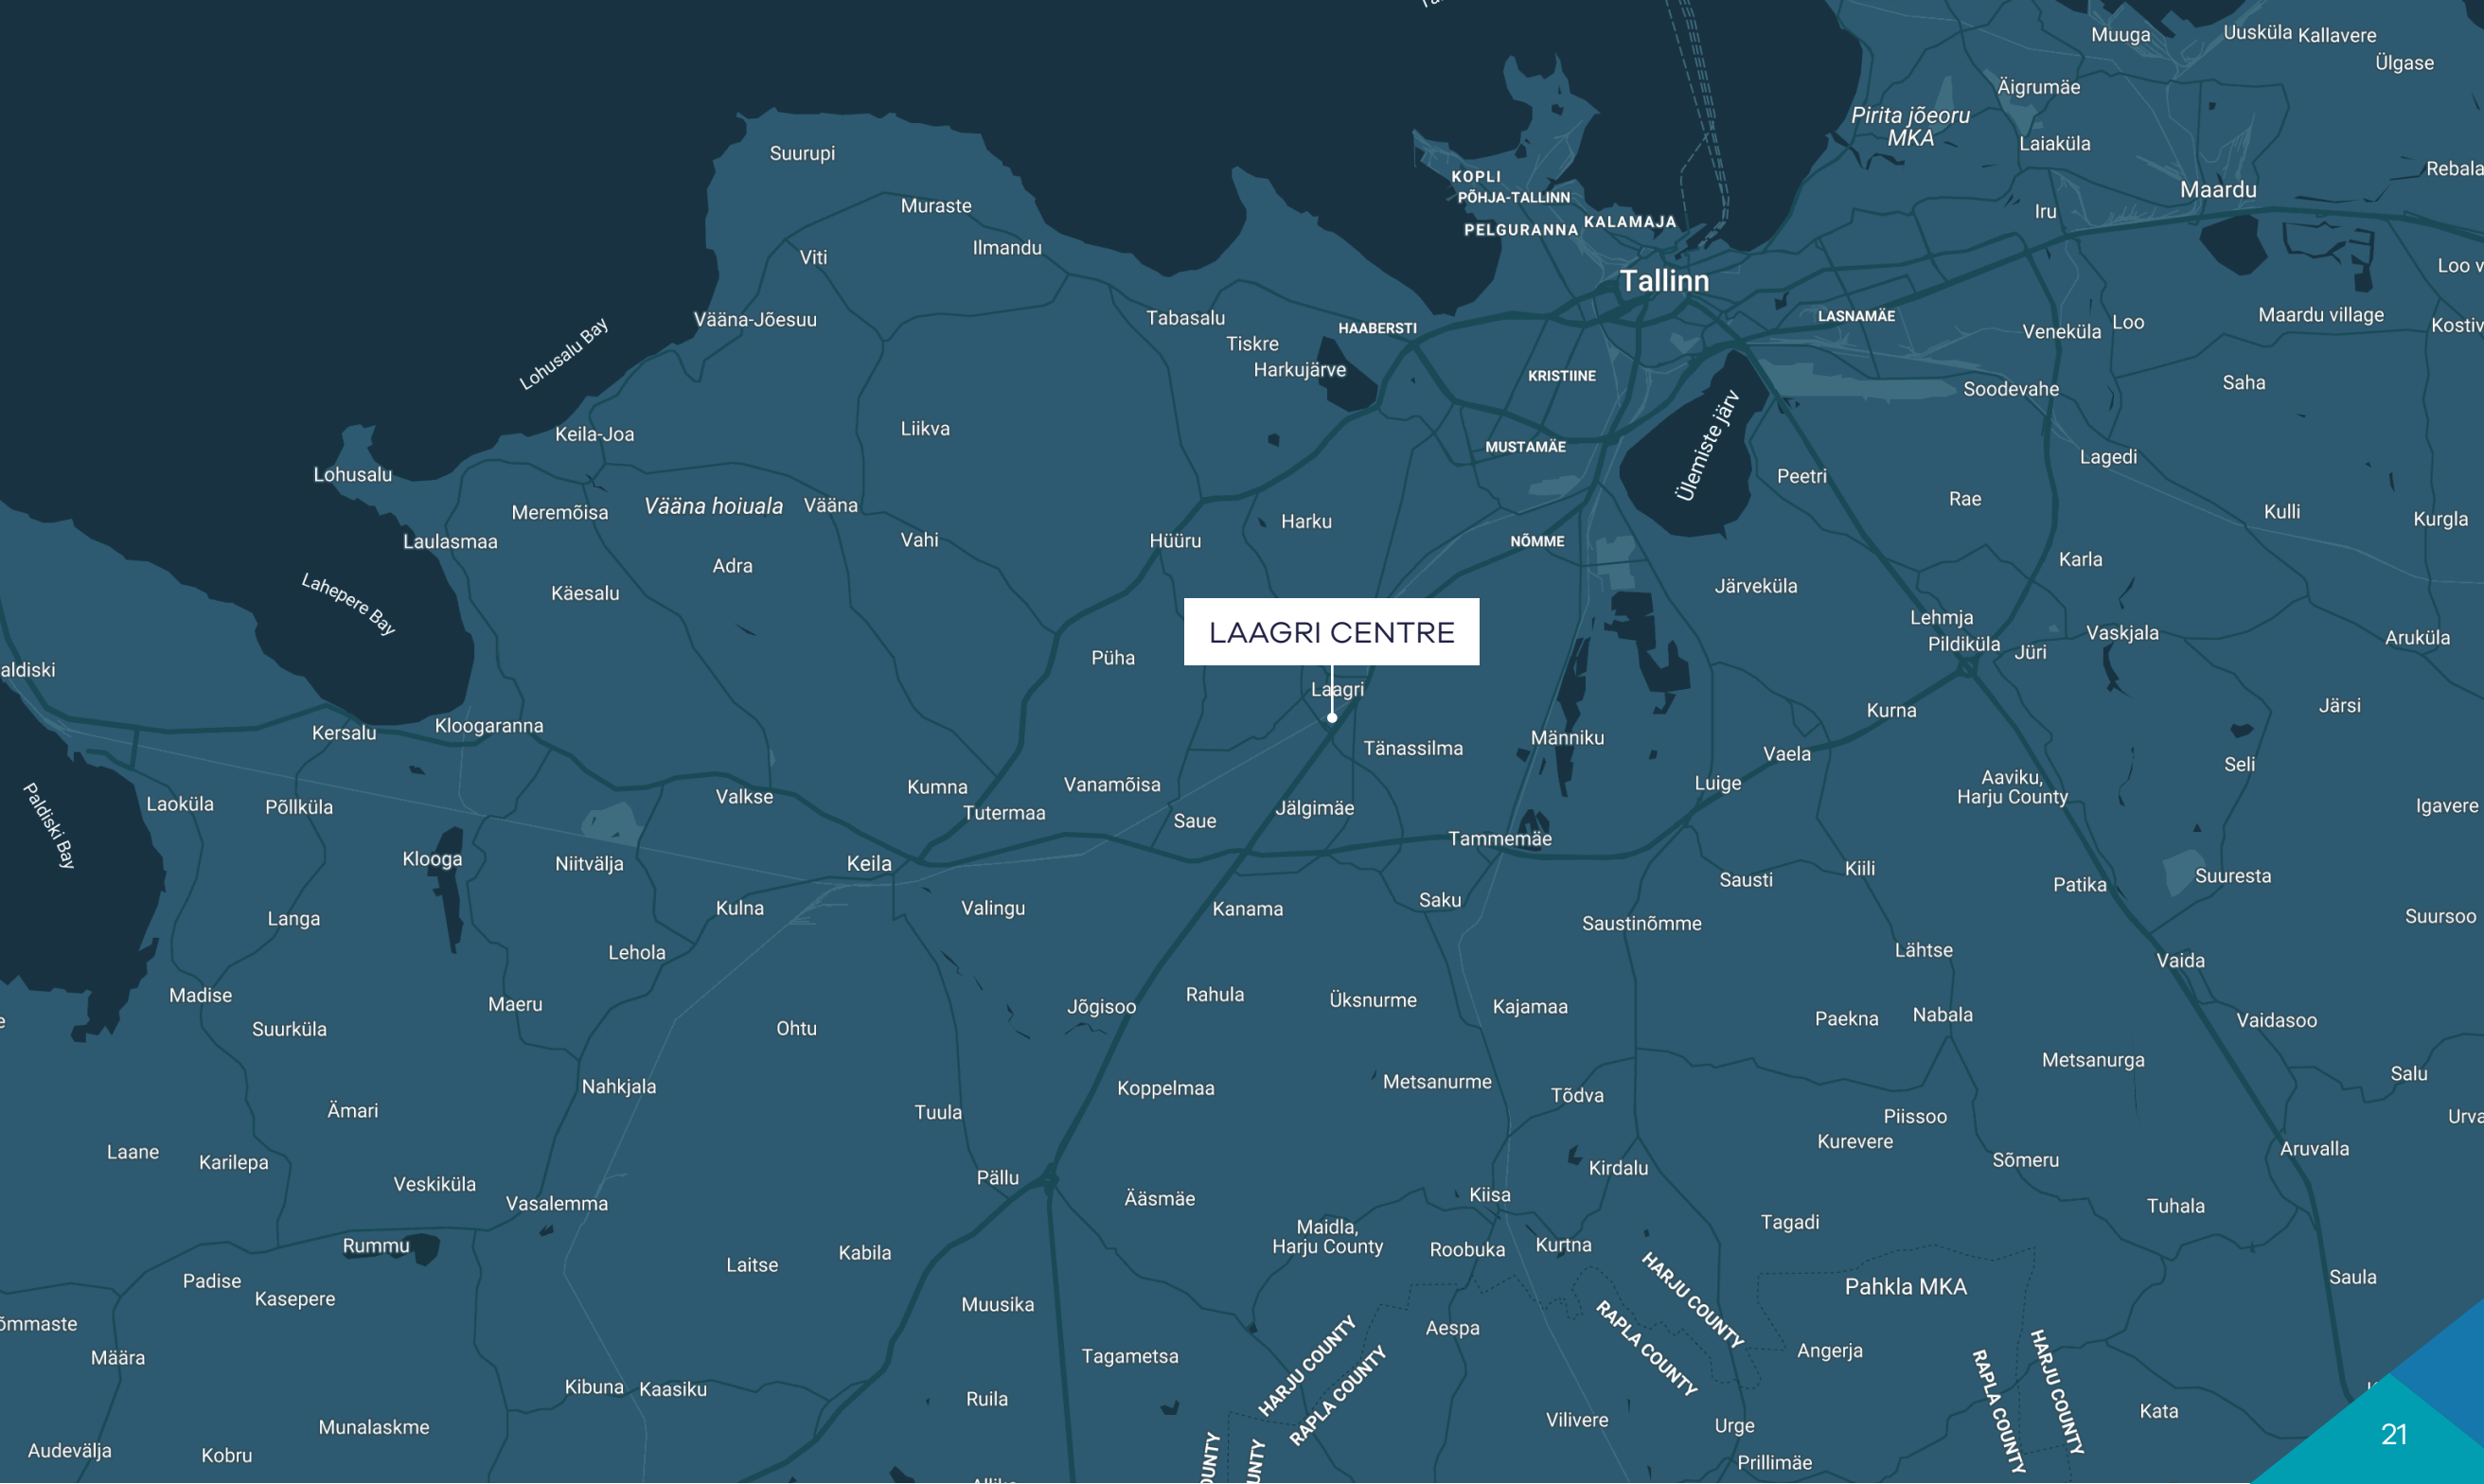 Muuga
Uusküla
Kallavere
Ülgase
Äigrumäe
Pirita jõeoru
MKA
Laiaküla
Suurupi
Rebala
KOPLI
Maardu
PÕHJA-TALLINN
Muraste
Iru
KALAMAJA
PELGURANNA
Ilmandu
Viti
Loo v
Tallinn
Vääna-Jõesuu
Tabasalu
LASNAMÄE
Maardu village
Loo
HAABERSTI
Kostiv
Veneküla
Tiskre
Lohusalu Bay
Harkujärve
KRISTIINE
Saha
Soodevahe
Liikva
Keila-Joa
Ülemiste järv
MUSTAMÄE
Lagedi
Lohusalu
Peetri
Rae
Vääna hoiuala
Vääna
Meremõisa
Kulli
Kurgla
Harku
Laulasmaa
Vahi
Hüüru
NÕMME
Karla
Adra
Järveküla
Käesalu
Lahepere Bay
Lehmja
LAAGRI CENTRE
Vaskjala
Aruküla
Pildiküla
Jüri
Püha
aldiski
Laagri
Järsi
Kurna
Kloogaranna
Kersalu
Männiku
Tänassilma
Vaela
Seli
Aaviku,
Harju County
Luige
Vanamõisa
Kumna
Valkse
Laoküla
Põllküla
Igavere
Jälgimäe
Tutermaa
Saue
Paldiski Bay
Tammemäe
Klooga
Niitvälja
Keila
Kiili
Suuresta
Sausti
Patika
Saku
Kulna
Valingu
Kanama
Suursoo
Langa
Saustinõmme
Lehola
Lähtse
Vaida
Madise
Rahula
Üksnurme
Maeru
Jõgisoo
Kajamaa
Nabala
Paekna
Vaidasoo
e
Suurküla
Ohtu
Metsanurga
Salu
Metsanurme
Nahkjala
Koppelmaa
Tõdva
Ämari
Tuula
Piissoo
Urva
Kurevere
Aruvalla
Laane
Karilepa
Sõmeru
Kirdalu
Pällu
Veskiküla
Kiisa
Ääsmäe
Vasalemma
Tuhala
Tagadi
Maidla,
Harju County
Rummu
Kurtna
Roobuka
Kabila
Laitse
Saula
Padise
Pahkla MKA
Kasepere
HARJU COUNTY
Muusika
õmmaste
Aespa
RAPLA COUNTY
Angerja
Tagametsa
Määra
HARJU COUNTY
RAPLA COUNTY
HARJU COUNTY
RAPLA COUNTY
Kibuna
Kaasiku
Ruila
Kata
Vilivere
Urge
Munalaskme
21
Audevälja
Kobru
Prillimäe
OUNTY
UNTY